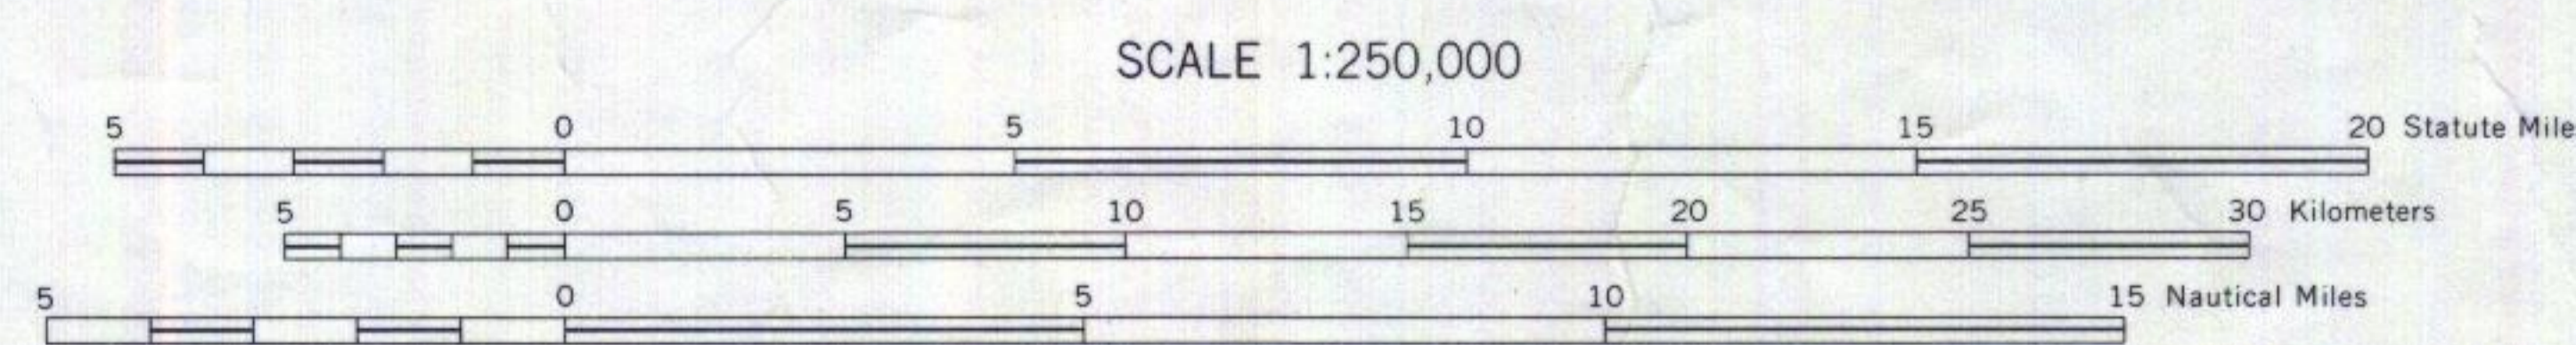 SCALE 1:250,000
5 0 5 10 15 20 Statute Mile
5 0 5 10 15 20 25 30 Kilometers
5 0 5 10 15 Nautical Miles